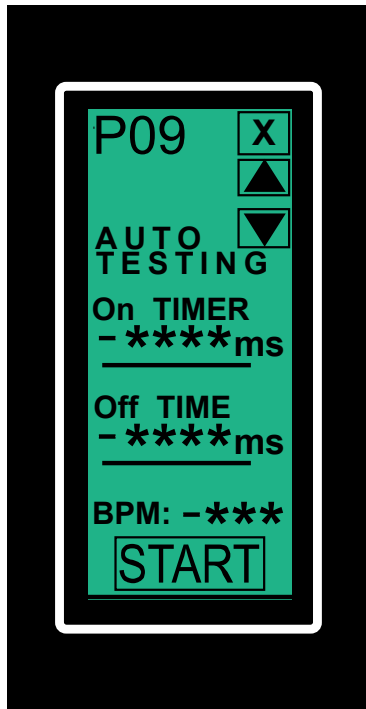 P09 X
AUTO
TESTING
On TIMER
-****ms
Off TIME
-****ms
BPM: -***
START